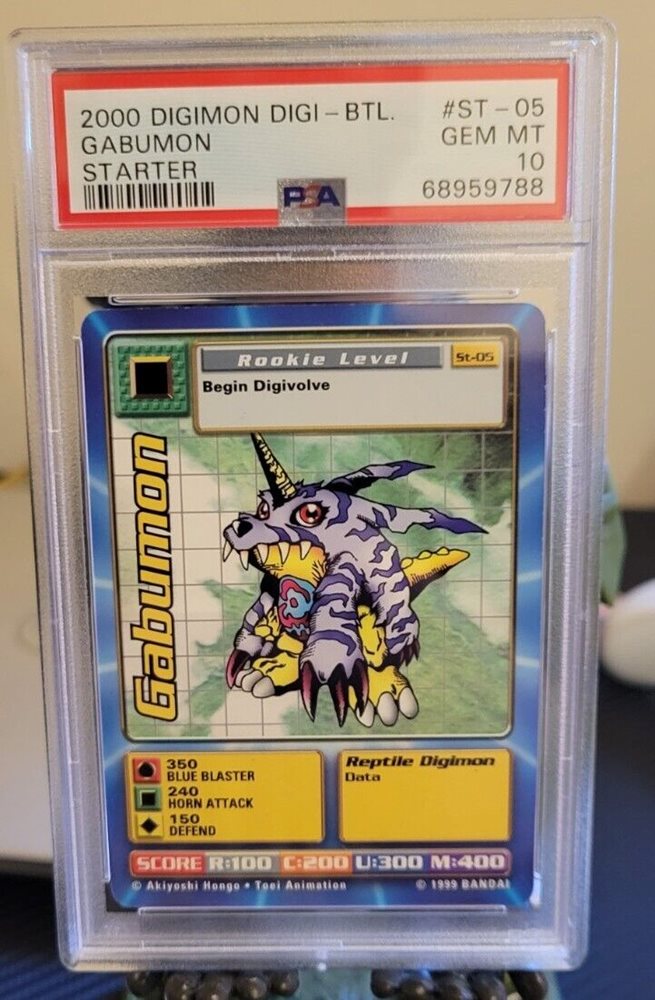 2000 DIGIMON DIGI-BTL. #ST-05
GABUMON GEM MT
STARTER 10
PSA 68959788
Rookie Level St-05
Begin Digivolve
Gabumon
350
BLUE BLASTER
240
HORN ATTACK
150
DEFEND
Reptile Digimon
Data
SCORE R:100 C:200 U:300 M:400
© Akiyoshi Hongo • Toei Animation © 1999 BANDAI